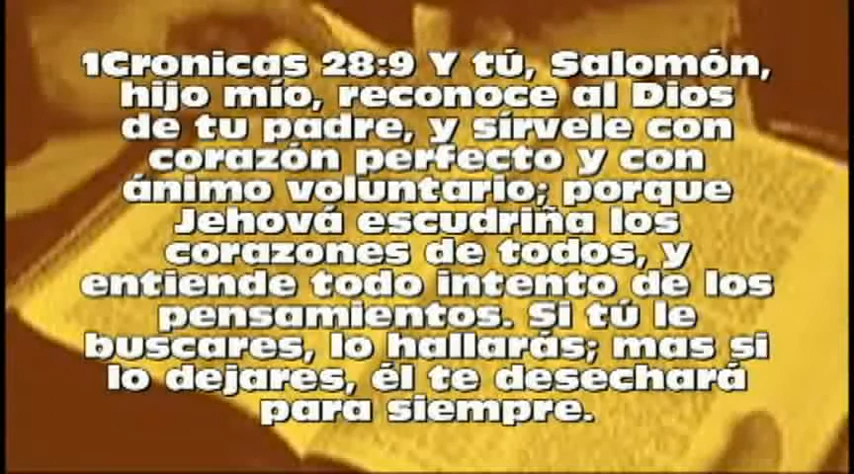 1Cronicas 28:9 Y tú, Salomón,
hijo mío, reconoce al Dios
de tu padre, y sírvele con
corazón perfecto y con
ánimo voluntario; porque
Jehová escudriña los
corazones de todos, y
entiende todo intento de los
pensamientos. Si tú le
buscares, lo hallarás; mas si
lo dejares, él te desechará
para siempre.